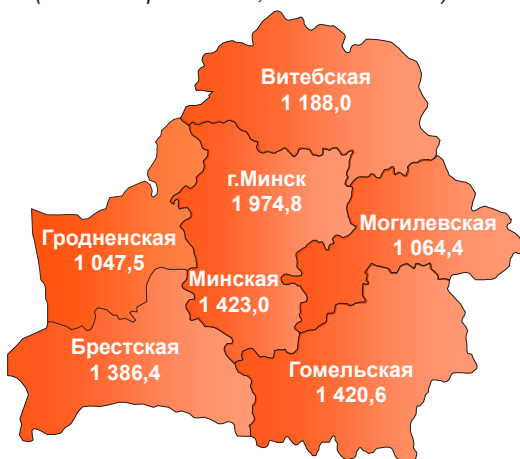 Витебская
1 188,0
г.Минск
1 974,8
Могилевская
1 064,4
Гродненская
1 047,5
Минская
1 423,0
Брестская
1 386,4
Гомельская
1 420,6